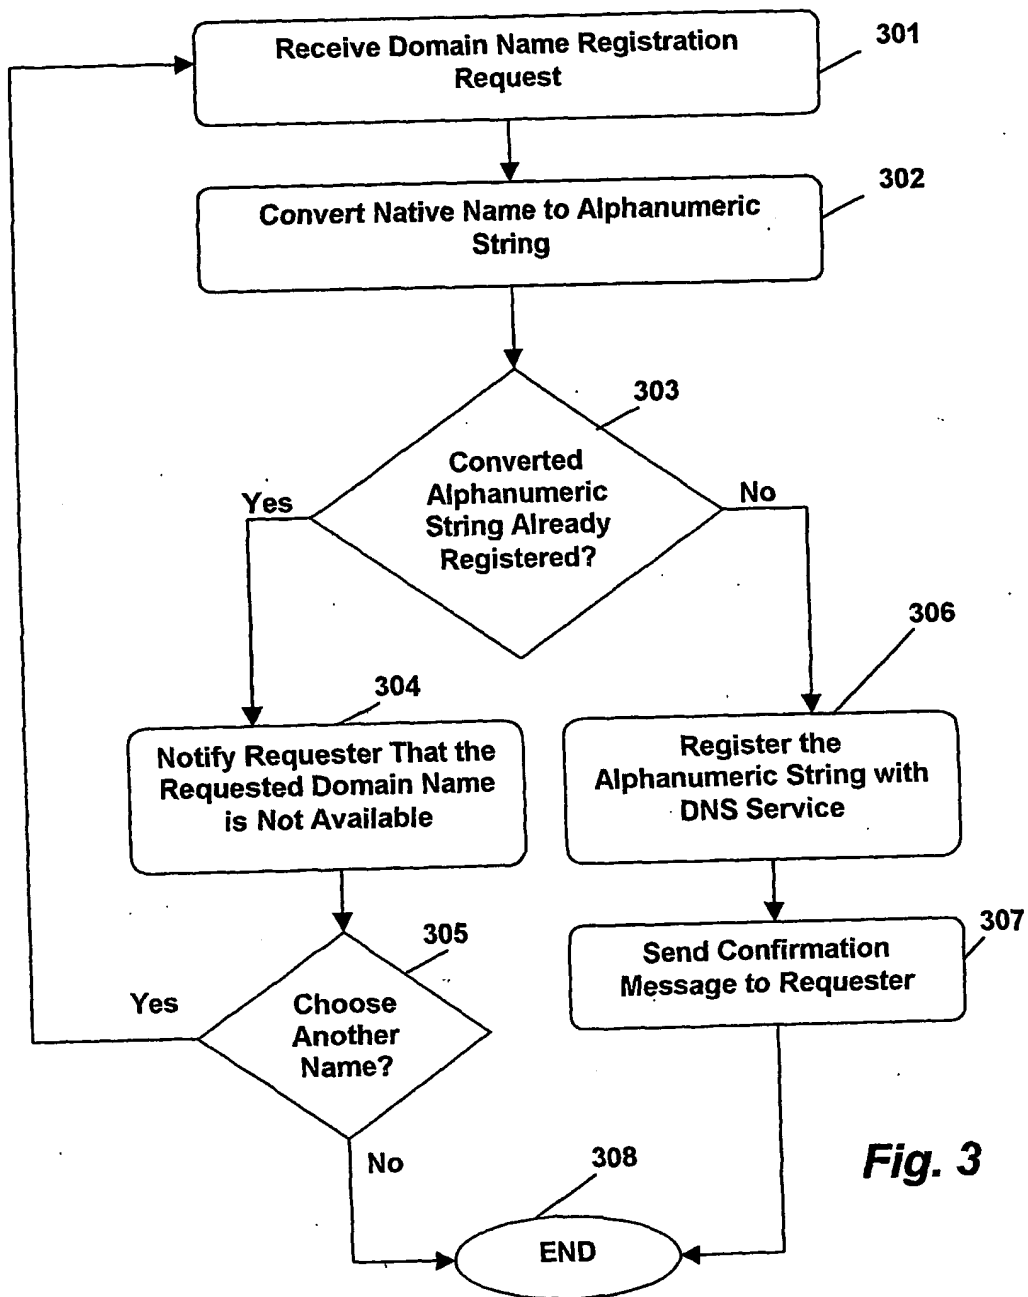 Receive Domain Name Registration
Request
301
Convert Native Name to Alphanumeric
String
302
303
Converted
Alphanumeric
String Already
Registered?
Yes
No
304
Notify Requester That the
Requested Domain Name
is Not Available
306
Register the
Alphanumeric String with
DNS Service
305
Choose
Another
Name?
Yes
No
307
Send Confirmation
Message to Requester
308
END
Fig. 3